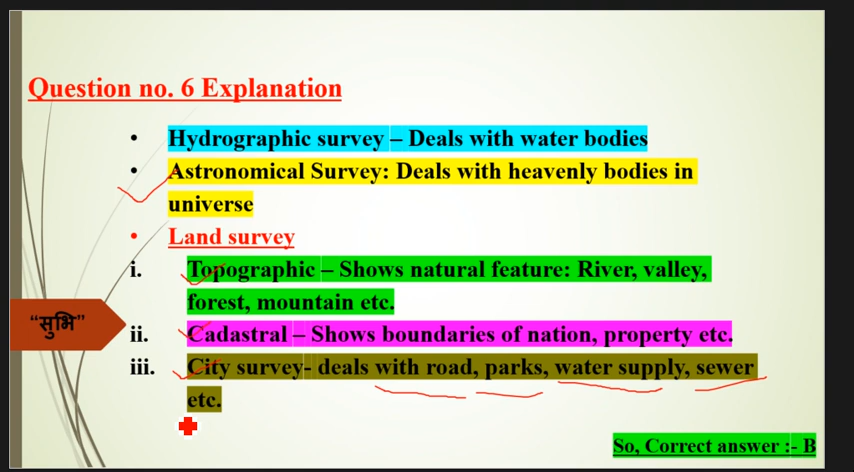 Question no. 6 Explanation
• Hydrographic survey – Deals with water bodies
• Astronomical Survey: Deals with heavenly bodies in
universe
• Land survey
i. Topographic – Shows natural feature: River, valley,
forest, mountain etc.
“सुभि”
ii. Cadastral – Shows boundaries of nation, property etc.
iii. City survey- deals with road, parks, water supply, sewer
etc.
So, Correct answer :- B